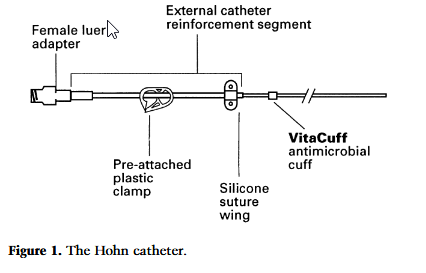 External catheter
reinforcement segment
Female luer
adapter
Pre-attached
plastic
clamp
Silicone
suture
wing
VitaCuff
antimicrobial
cuff
Figure 1. The Hohn catheter.